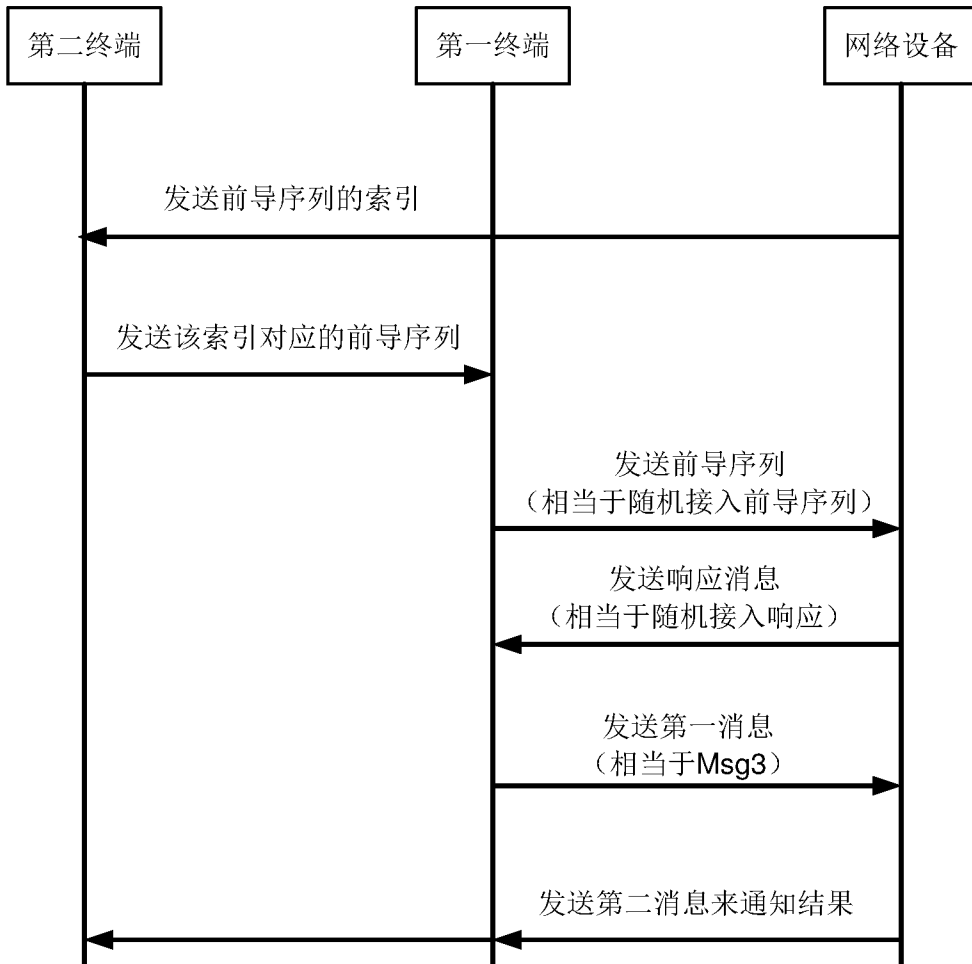 第二终端
第一终端
网络设备
发送前导序列的索引
发送该索引对应的前导序列
发送前导序列
（相当于随机接入前导序列）
发送响应消息
（相当于随机接入响应）
发送第一消息
（相当于Msg3）
发送第二消息来通知结果